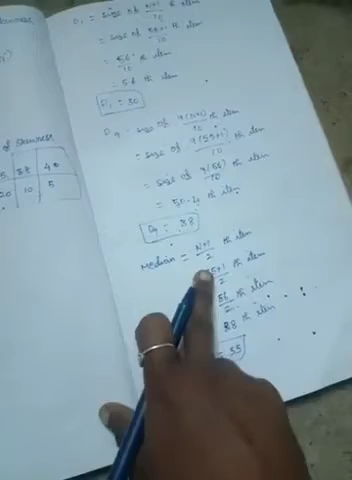 D₁ = size of N+1/10 th item
= size of 55+1/10 th item
= 56/10 th item
= 5.6 th item
D₁ = 30
D₉ = size of 9(N+1)/10 th item
= size of 9(55+1)/10 th item
= size of 9(56)/10 th item
= 50.4 th item
D₉ = 38
of skewness
5 38 40
20 10 5
Median = N+1/2 th item
55+1/2 th item
56/2 th item
28 th item
= 35